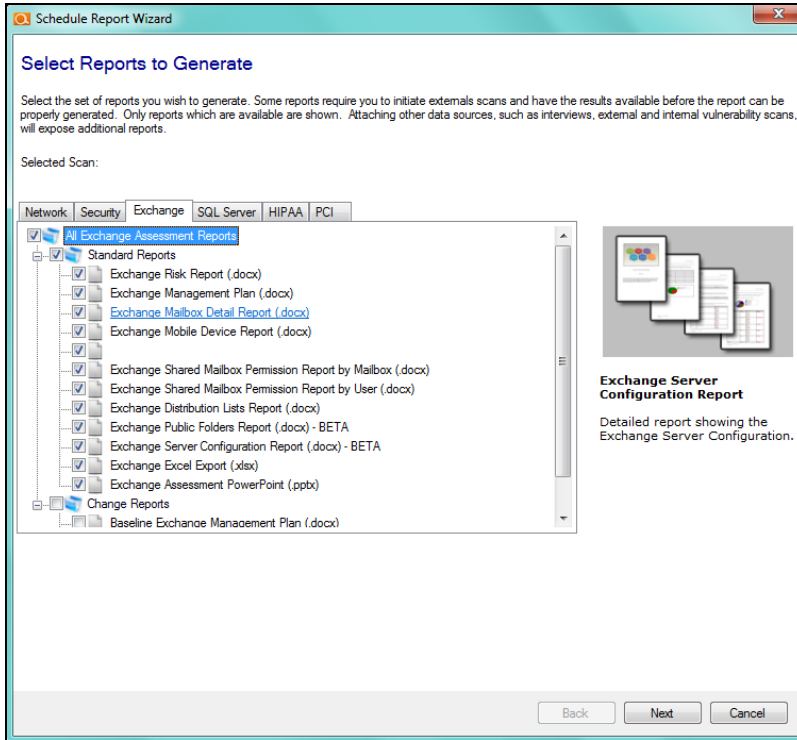 Schedule Report Wizard
Select Reports to Generate
Select the set of reports you wish to generate. Some reports require you to initiate externals scans and have the results available before the report can be
properly generated. Only reports which are available are shown. Attaching other data sources, such as interviews, external and internal vulnerability scans,
will expose additional reports.
Selected Scan:
Network Security Exchange SQL Server HIPAA PCI
All Exchange Assessment Reports
Standard Reports
Exchange Risk Report (.docx)
Exchange Management Plan (.docx)
Exchange Mailbox Detail Report (.docx)
Exchange Mobile Device Report (.docx)
Exchange Shared Mailbox Permission Report by Mailbox (.docx)
Exchange Shared Mailbox Permission Report by User (.docx)
Exchange Distribution Lists Report (.docx)
Exchange Public Folders Report (.docx) - BETA
Exchange Server Configuration Report (.docx) - BETA
Exchange Excel Export (.xlsx)
Exchange Assessment PowerPoint (.pptx)
Change Reports
Baseline Exchange Management Plan (.docx)
Exchange Server
Configuration Report
Detailed report showing the
Exchange Server Configuration.
Back Next Cancel